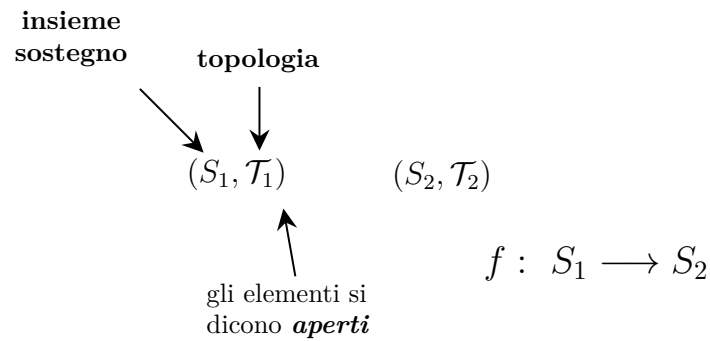 insieme
sostegno
topologia
(S₁, 𝒯₁)
(S₂, 𝒯₂)
f : S₁ ⟶ S₂
gli elementi si
dicono aperti